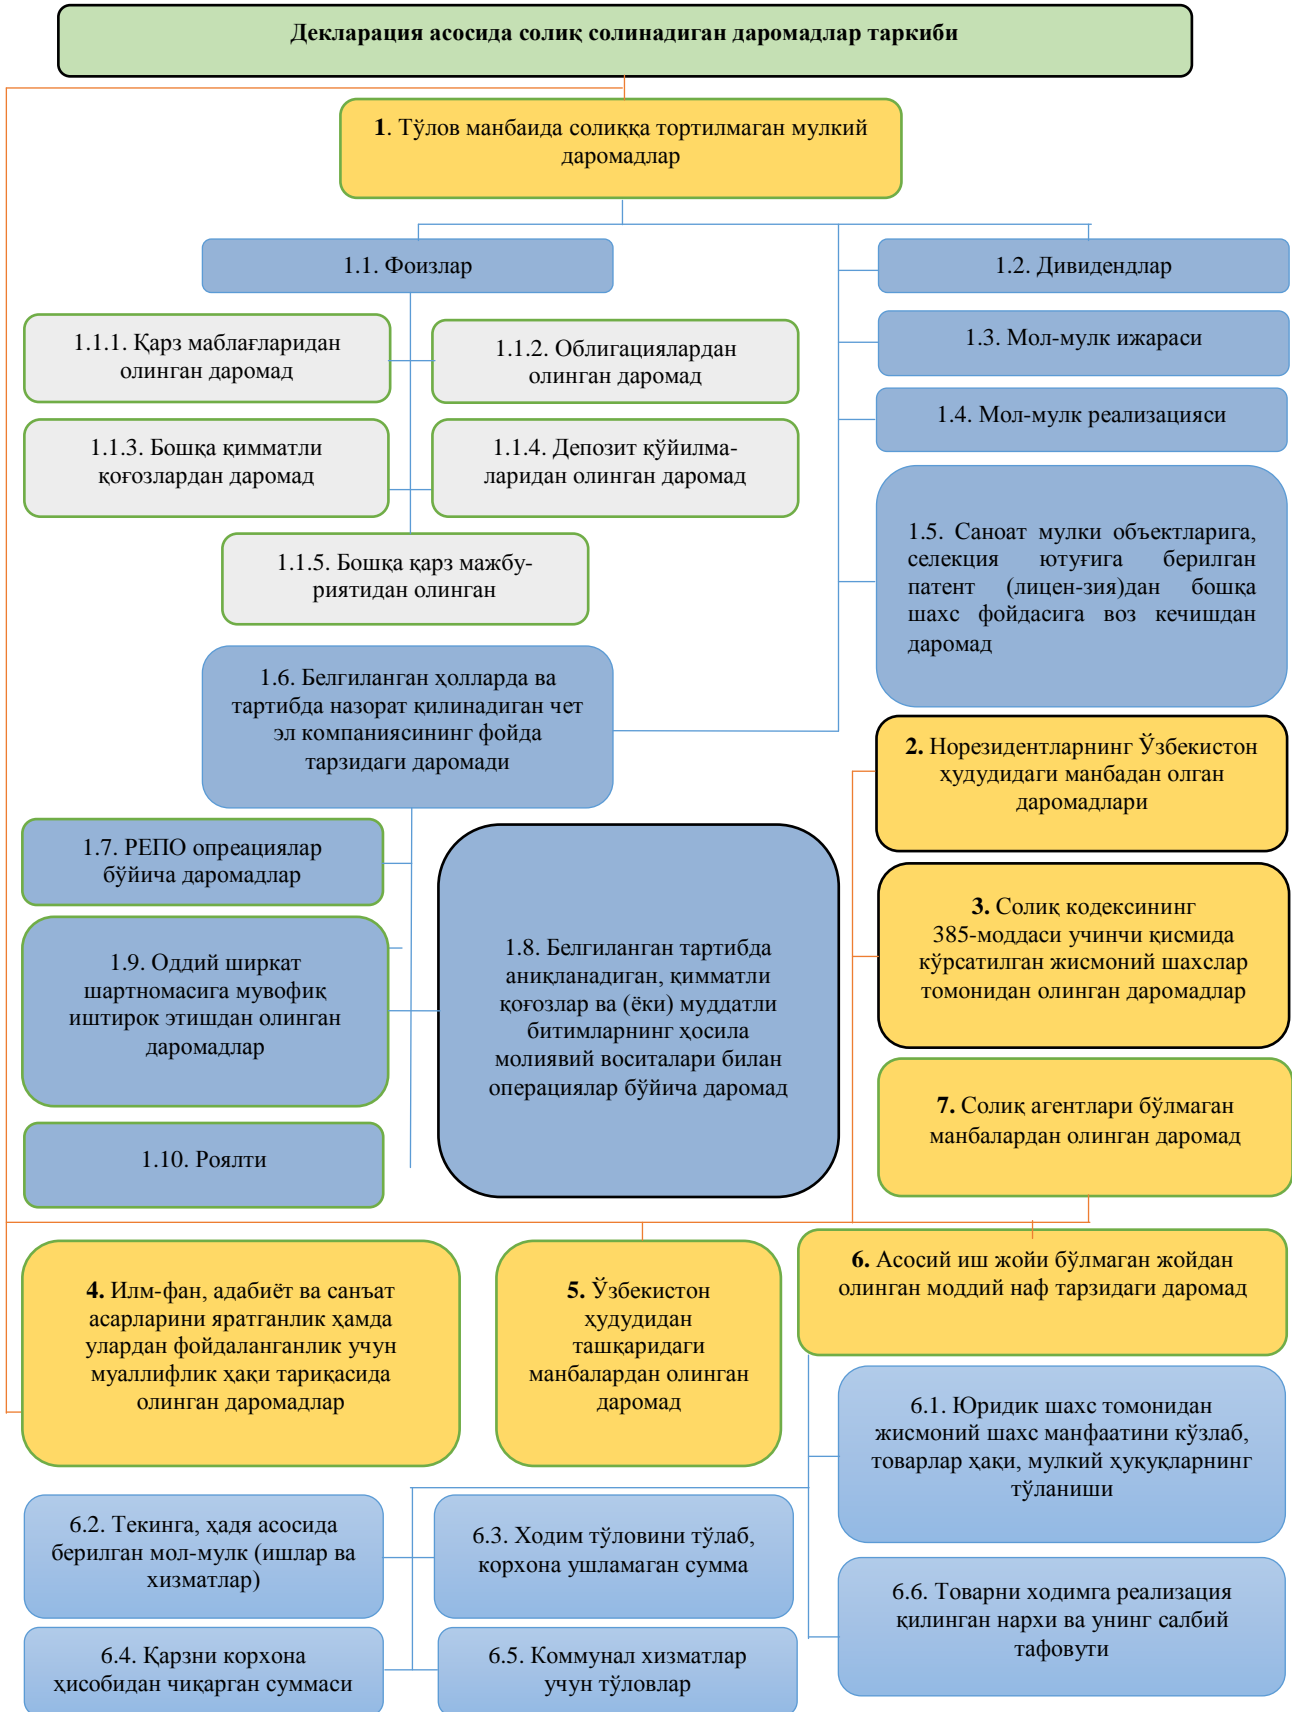 Декларация асосида солиқ солинадиган даромадлар таркиби
1. Тўлов манбаида солиққа тортилмаган мулкий
даромадлар
1.1. Фоизлар
1.2. Дивидендлар
1.1.1. Қарз маблағларидан
олинган даромад
1.1.2. Облигациялардан
олинган даромад
1.3. Мол-мулк ижараси
1.4. Мол-мулк реализацияси
1.1.3. Бошқа қимматли
қоғозлардан даромад
1.1.4. Депозит қўйилма-
ларидан олинган даромад
1.1.5. Бошқа қарз мажбу-
риятидан олинган
1.5. Саноат мулки объектларига,
селекция ютуғига берилган
патент (лицен-зия)дан бошқа
шахс фойдасига воз кечишдан
даромад
1.6. Белгиланган ҳолларда ва
тартибда назорат қилинадиган чет
эл компаниясининг фойда
тарзидаги даромади
2. Норезидентларнинг Ўзбекистон
ҳудудидаги манбадан олган
даромадлари
1.7. РЕПО опреациялар
бўйича даромадлар
3. Солиқ кодексининг
385-моддаси учинчи қисмида
кўрсатилган жисмоний шахслар
томонидан олинган даромадлар
1.9. Оддий ширкат
шартномасига мувофиқ
иштирок этишдан олинган
даромадлар
1.8. Белгиланган тартибда
аниқланадиган, қимматли
қоғозлар ва (ёки) муддатли
битимларнинг ҳосила
молиявий воситалари билан
операциялар бўйича даромад
7. Солиқ агентлари бўлмаган
манбалардан олинган даромад
1.10. Роялти
4. Илм-фан, адабиёт ва санъат
асарларини яратганлик ҳамда
улардан фойдаланганлик учун
муаллифлик ҳақи тариқасида
олинган даромадлар
5. Ўзбекистон
ҳудудидан
ташқаридаги
манбалардан олинган
даромад
6. Асосий иш жойи бўлмаган жойдан
олинган моддий наф тарзидаги даромад
6.1. Юридик шахс томонидан
жисмоний шахс манфаатини кўзлаб,
товарлар ҳақи, мулкий ҳуқуқларнинг
тўланиши
6.2. Текинга, ҳадя асосида
берилган мол-мулк (ишлар ва
хизматлар)
6.3. Ходим тўловини тўлаб,
корхона ушламаган сумма
6.6. Товарни ходимга реализация
қилинган нархи ва унинг салбий
тафовути
6.4. Қарзни корхона
ҳисобидан чиқарган суммаси
6.5. Коммунал хизматлар
учун тўловлар